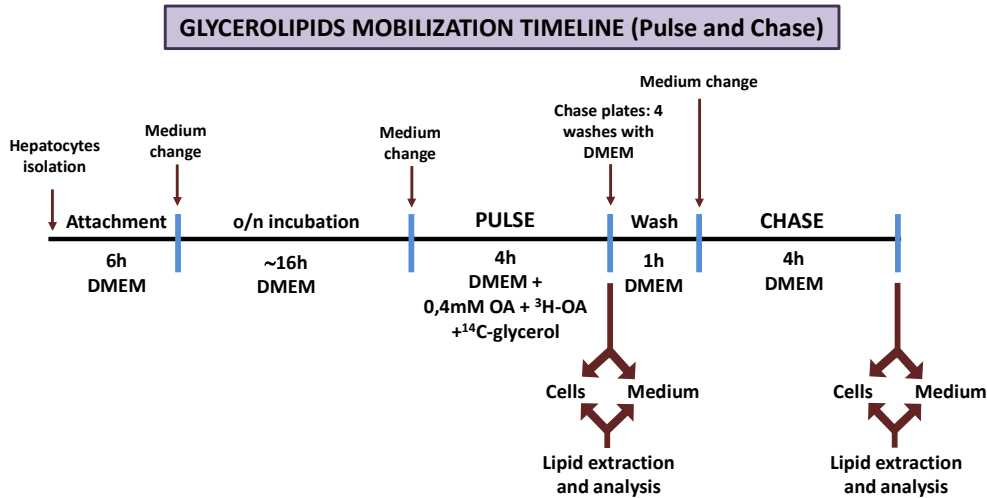 GLYCEROLIPIDS MOBILIZATION TIMELINE (Pulse and Chase)
Hepatocytes
isolation
Medium
change
Medium
change
Chase plates: 4
washes with
DMEM
Medium change
Attachment
o/n incubation
PULSE
Wash
CHASE
6h
DMEM
~16h
DMEM
4h
DMEM +
0,4mM OA + ³H-OA
+¹⁴C-glycerol
1h
DMEM
4h
DMEM
Cells
Medium
Lipid extraction
and analysis
Cells
Medium
Lipid extraction
and analysis